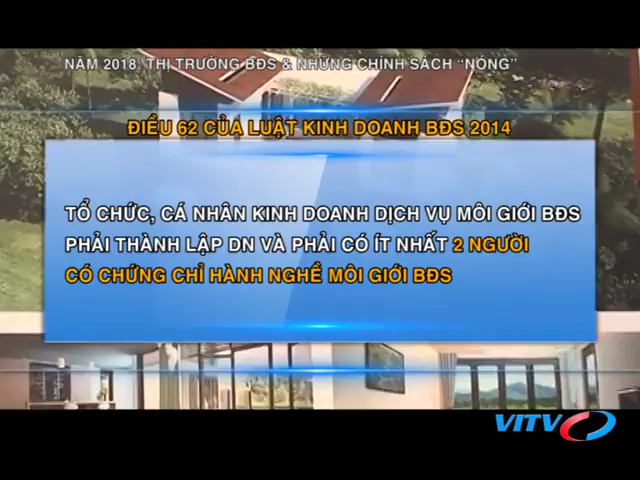 NĂM 2018: THỊ TRƯỜNG BĐS & NHỮNG CHÍNH SÁCH "NÓNG"
ĐIỀU 62 CỦA LUẬT KINH DOANH BĐS 2014
TỔ CHỨC, CÁ NHÂN KINH DOANH DỊCH VỤ MÔI GIỚI BĐS
PHẢI THÀNH LẬP DN VÀ PHẢI CÓ ÍT NHẤT 2 NGƯỜI
CÓ CHỨNG CHỈ HÀNH NGHỀ MÔI GIỚI BĐS
VITV